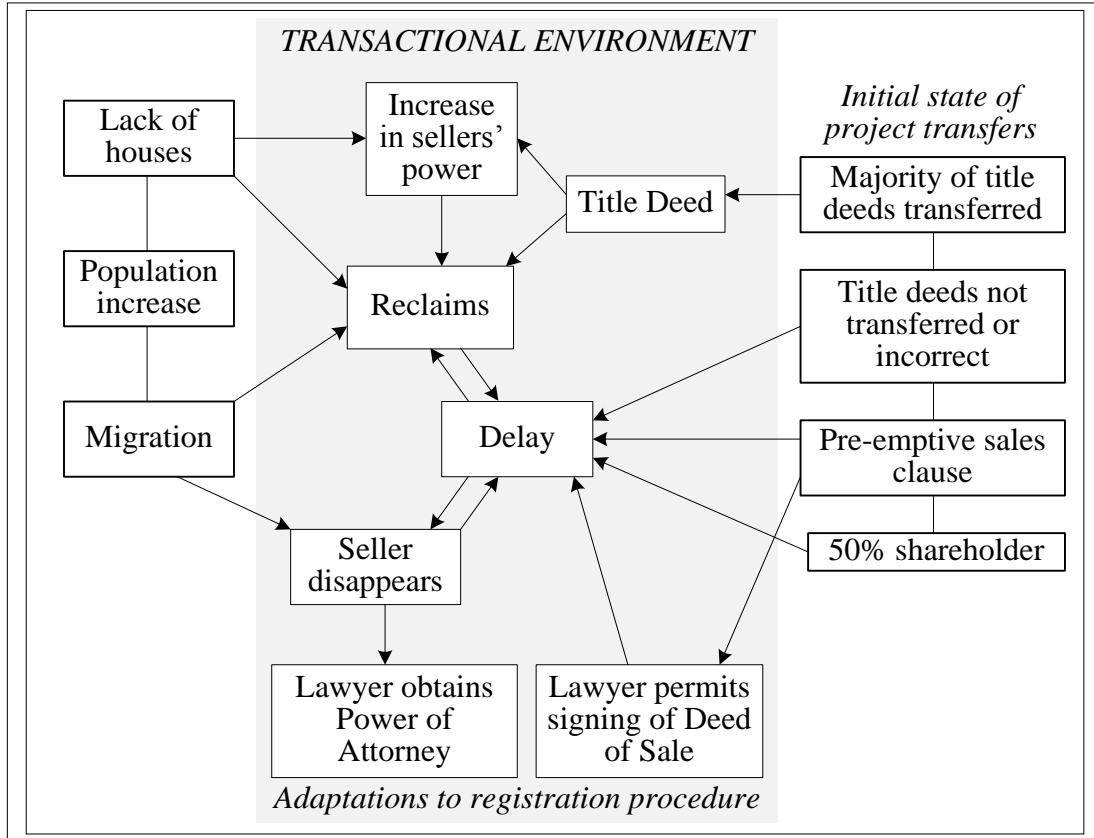 TRANSACTIONAL ENVIRONMENT
Lack of
houses
Increase
in sellers’
power
Initial state of
project transfers
Title Deed
Majority of title
deeds transferred
Population
increase
Reclaims
Title deeds not
transferred or
incorrect
Migration
Delay
Pre-emptive sales
clause
50% shareholder
Seller
disappears
Lawyer obtains
Power of
Attorney
Lawyer permits
signing of Deed
of Sale
Adaptations to registration procedure